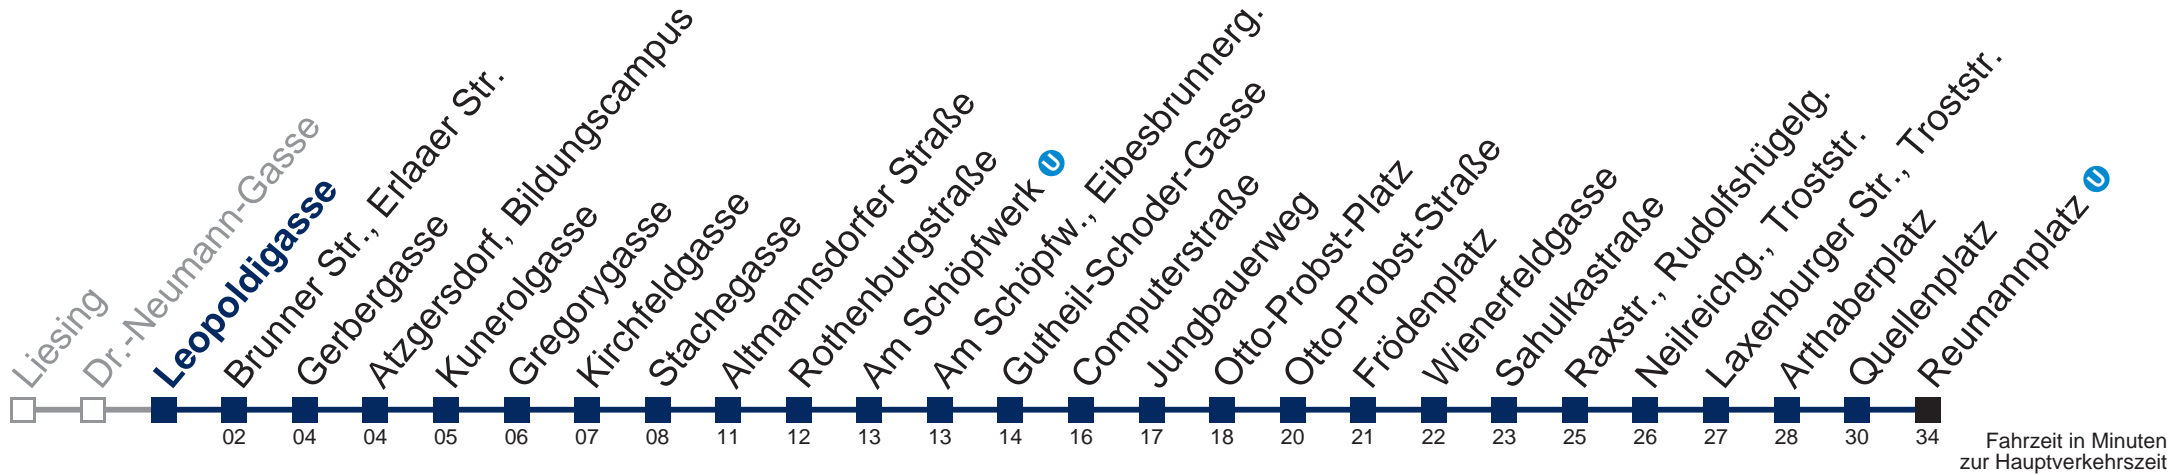 Liesing
Dr.-Neumann-Gasse
Leopoldigasse
Brunner Str., Erlaaer Str.
Gerbergasse
Atzgersdorf, Bildungscampus
Kunerolgasse
Gregorygasse
Kirchfeldgasse
Stachegasse
Altmannsdorfer Straße
Rothenburgstraße
Am Schöpfwerk U
Am Schöpfw., Eibesbrunnerg.
Gutheil-Schoder-Gasse
Computerstraße
Jungbauerweg
Otto-Probst-Platz
Otto-Probst-Straße
Frödenplatz
Wienerfeldgasse
Sahulkastraße
Raxstr., Rudolfshügelg.
Neilreichg., Troststr.
Laxenburger Str., Troststr.
Arthaberplatz
Quellenplatz
Reumannplatz U
02 04 04 05 06 07 08 11 12 13 13 14 16 17 18 20 21 22 23 25 26 27 28 30 34
Fahrzeit in Minuten
zur Hauptverkehrszeit